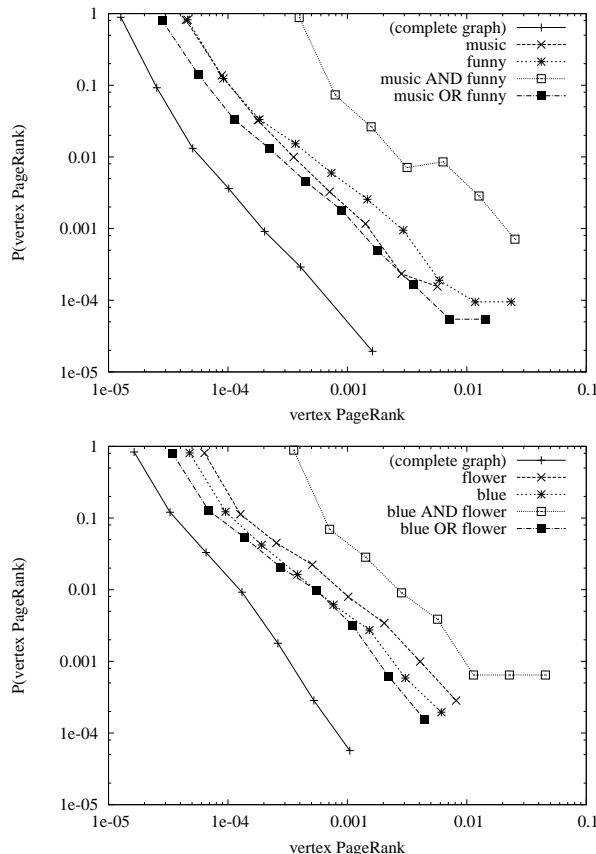 1
(complete graph)
music
0.1
funny
music AND funny
music OR funny
0.01
P(vertex PageRank)
0.001
1e-04
1e-05
1e-05 1e-04 0.001 0.01 0.1
vertex PageRank
1
(complete graph)
flower
0.1
blue
blue AND flower
blue OR flower
0.01
P(vertex PageRank)
0.001
1e-04
1e-05
1e-05 1e-04 0.001 0.01 0.1
vertex PageRank